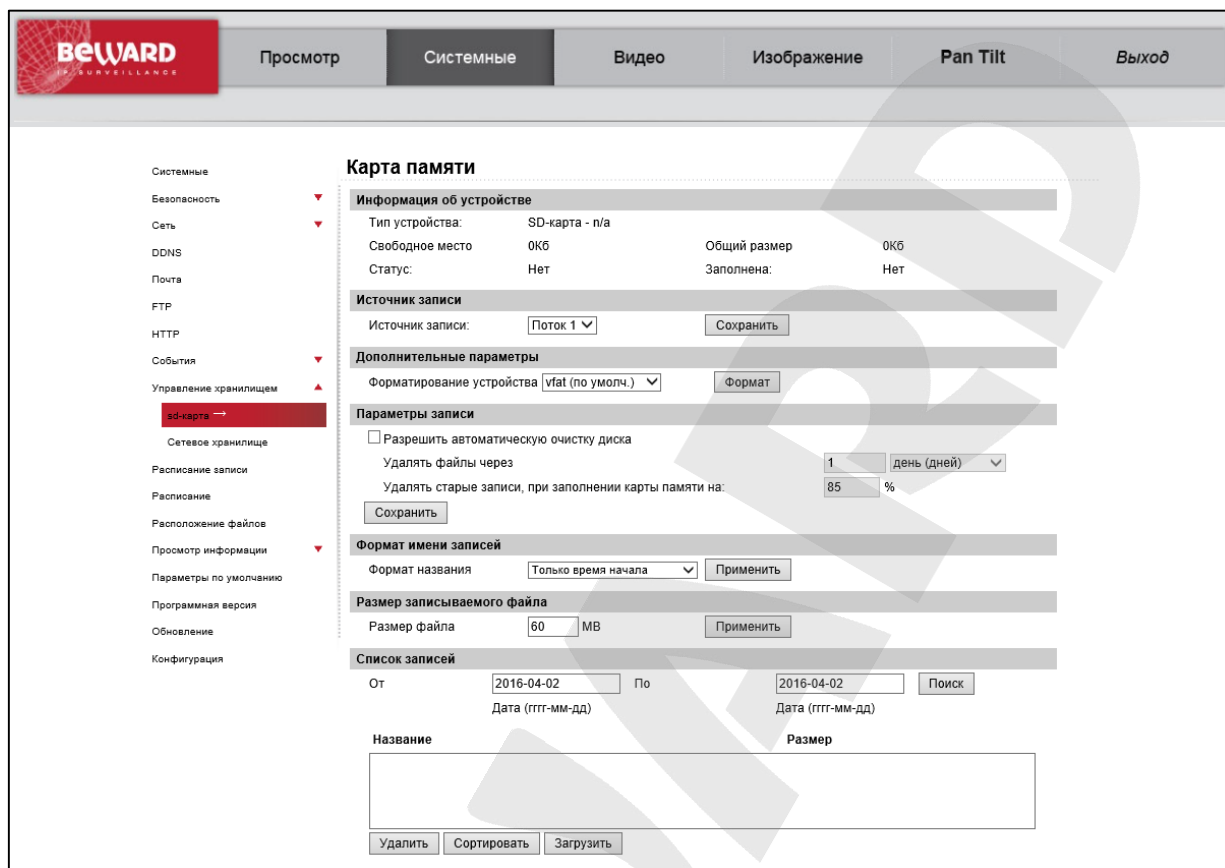 BEWARD
IP SURVEILLANCE
Просмотр
Системные
Видео
Изображение
Pan Tilt
Выход
Системные
Безопасность
Сеть
DDNS
Почта
FTP
HTTP
События
Управление хранилищем
sd-карта →
Сетевое хранилище
Расписание записи
Расписание
Расположение файлов
Просмотр информации
Параметры по умолчанию
Программная версия
Обновление
Конфигурация
Карта памяти
Информация об устройстве
Тип устройства: SD-карта - n/a
Свободное место 0Кб Общий размер 0Кб
Статус: Нет Заполнена: Нет
Источник записи
Источник записи: Поток 1 Сохранить
Дополнительные параметры
Форматирование устройства vfat (по умолч.) Формат
Параметры записи
Разрешить автоматическую очистку диска
Удалять файлы через 1 день (дней)
Удалять старые записи, при заполнении карты памяти на: 85 %
Сохранить
Формат имени записей
Формат названия Только время начала Применить
Размер записываемого файла
Размер файла 60 MB Применить
Список записей
От 2016-04-02 По 2016-04-02 Поиск
Дата (гггг-мм-дд) Дата (гггг-мм-дд)
Название Размер
Удалить Сортировать Загрузить